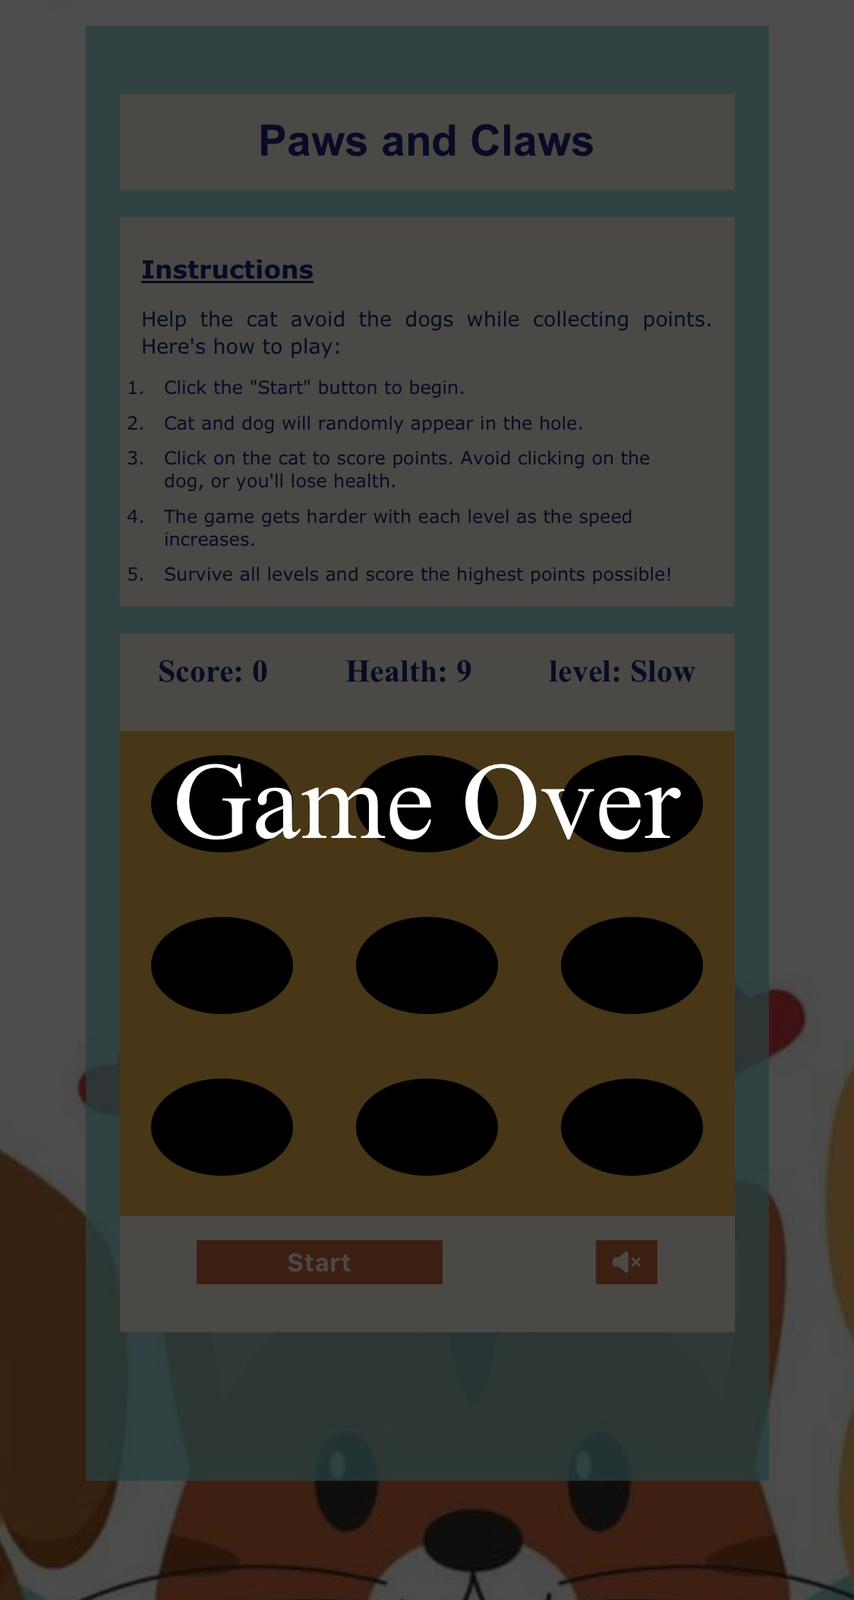 Paws and Claws
Instructions
Help the cat avoid the dogs while collecting points.
Here's how to play:
1. Click the "Start" button to begin.
2. Cat and dog will randomly appear in the hole.
3. Click on the cat to score points. Avoid clicking on the
dog, or you'll lose health.
4. The game gets harder with each level as the speed
increases.
5. Survive all levels and score the highest points possible!
Score: 0 Health: 9 level: Slow
Game Over
Start